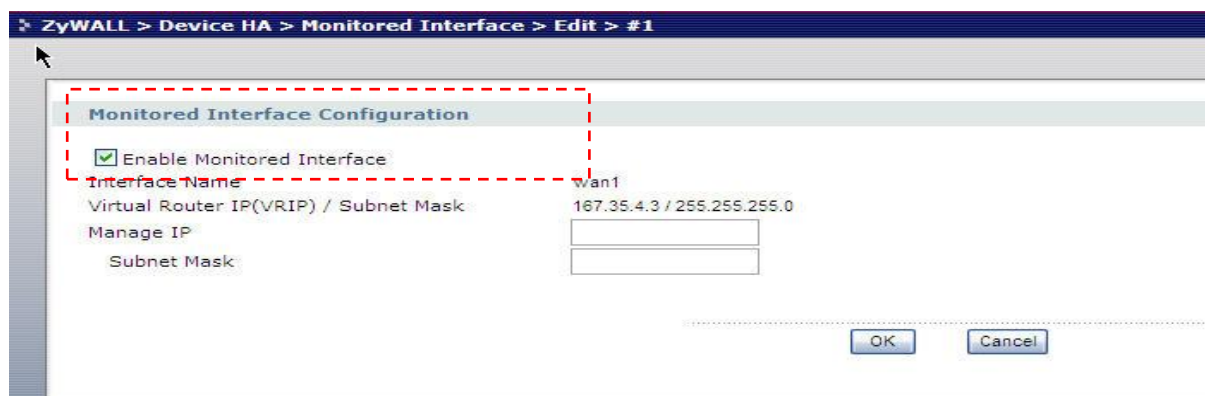 ZyWALL > Device HA > Monitored Interface > Edit > #1
Monitored Interface Configuration
Enable Monitored Interface
Interface Name wan1
Virtual Router IP(VRIP) / Subnet Mask 167.35.4.3 / 255.255.255.0
Manage IP
Subnet Mask
OK Cancel